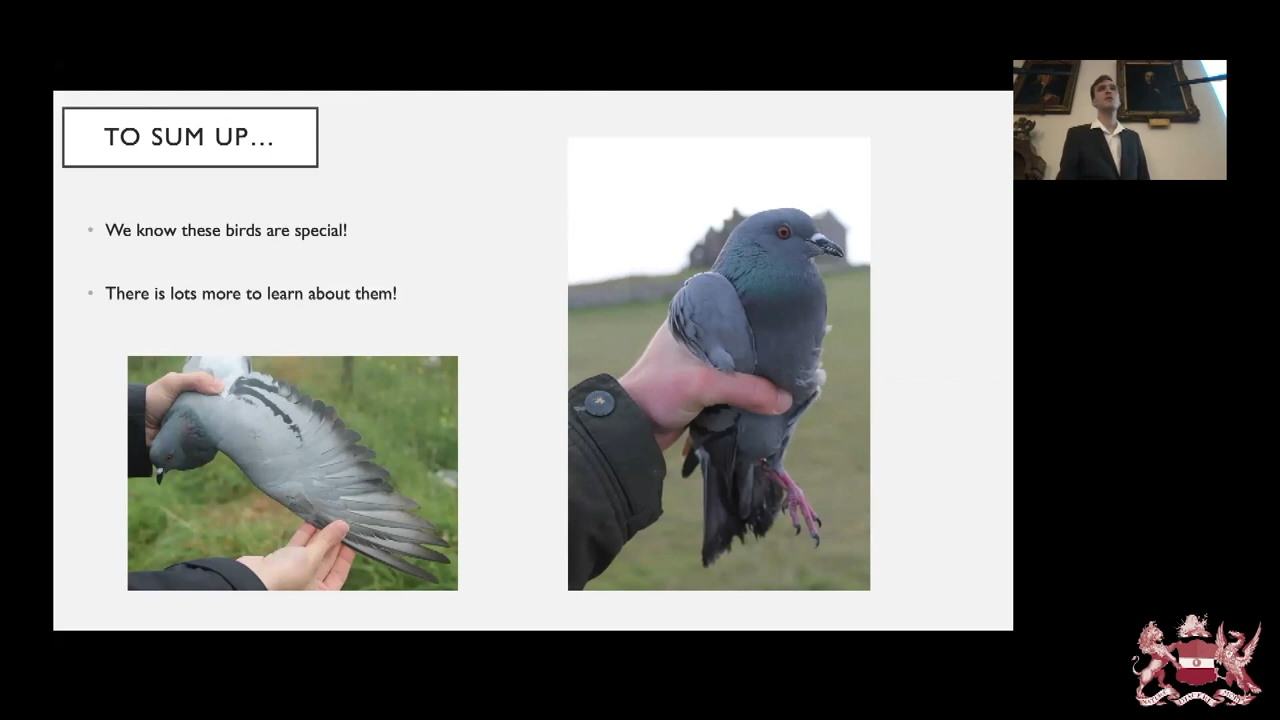 TO SUM UP...
We know these birds are special!
There is lots more to learn about them!